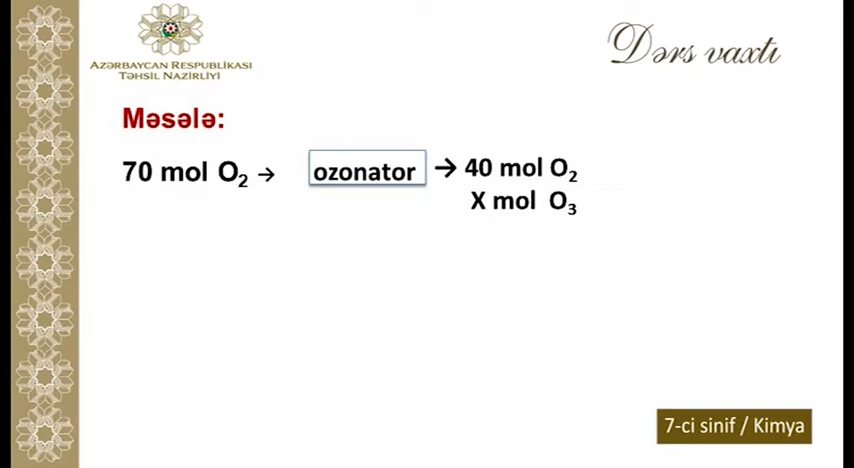 AZƏRBAYCAN RESPUBLİKASI
TƏHSİL NAZİRLİYİ
Dərs vaxtı
Məsələ:
70 mol O₂ → ozonator → 40 mol O₂
X mol O₃
7-ci sinif / Kimya